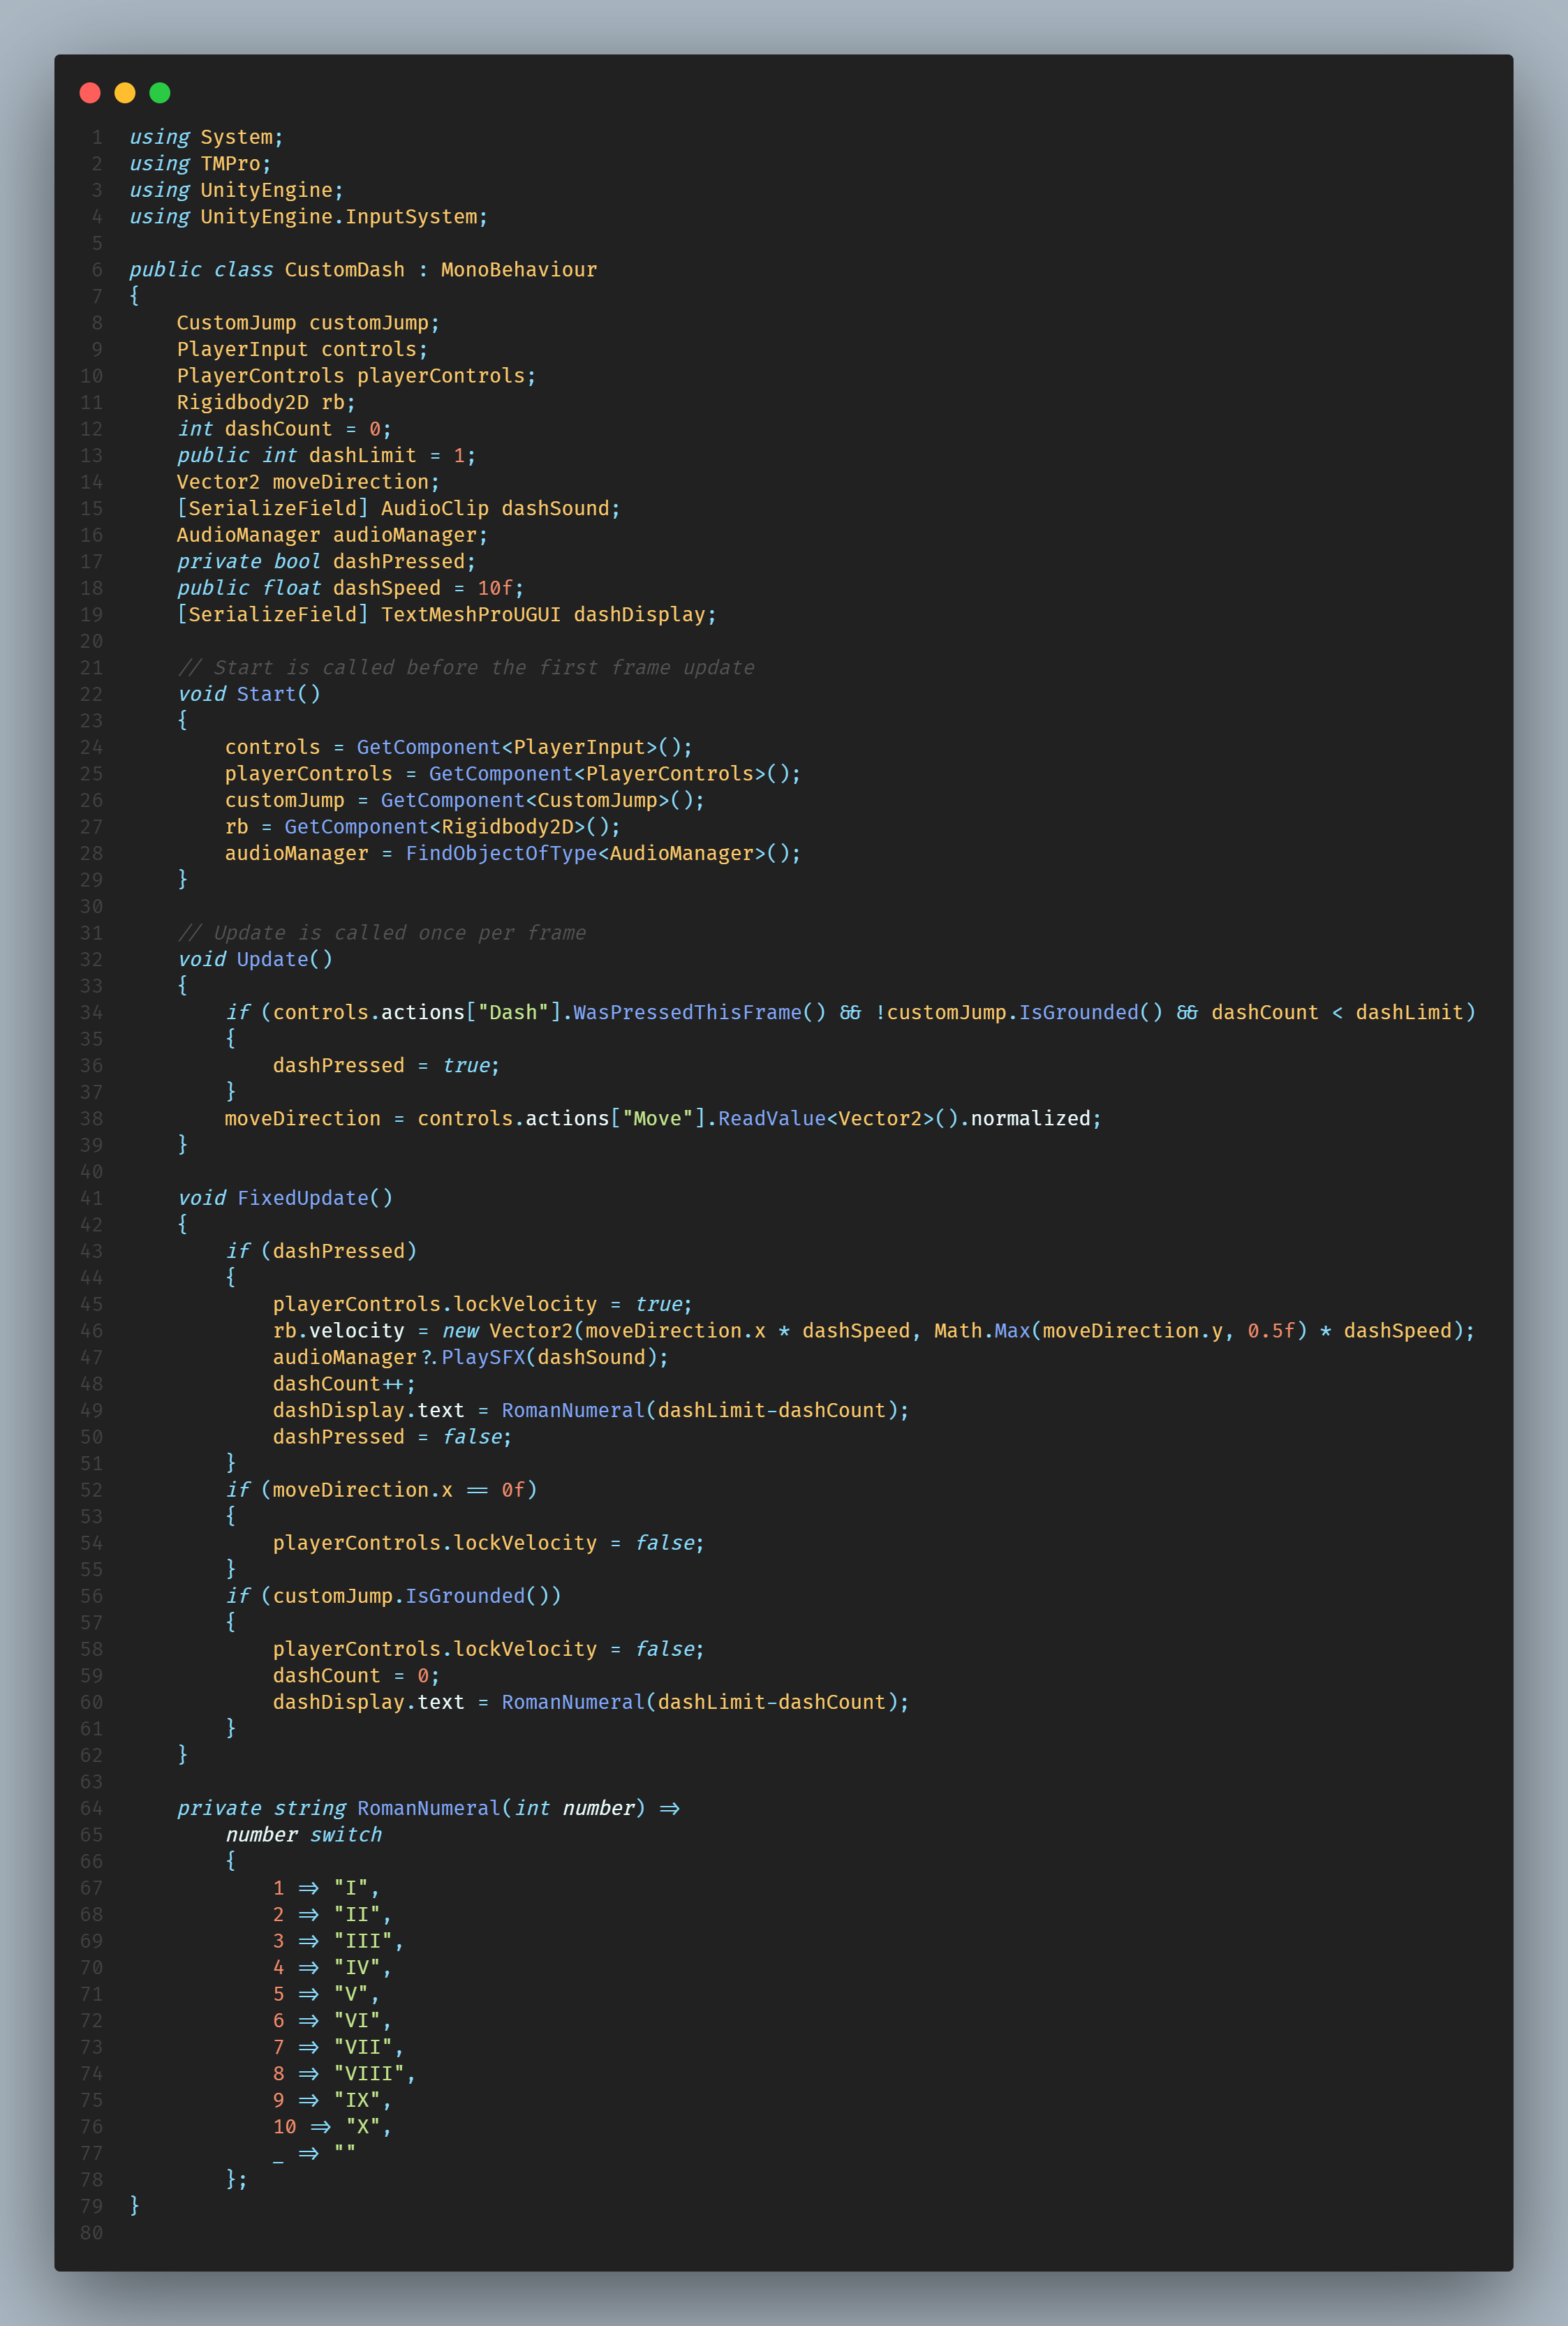 1 using System;
2 using TMPro;
3 using UnityEngine;
4 using UnityEngine.InputSystem;
5
6 public class CustomDash : MonoBehaviour
7 {
8     CustomJump customJump;
9     PlayerInput controls;
10     PlayerControls playerControls;
11     Rigidbody2D rb;
12     int dashCount = 0;
13     public int dashLimit = 1;
14     Vector2 moveDirection;
15     [SerializeField] AudioClip dashSound;
16     AudioManager audioManager;
17     private bool dashPressed;
18     public float dashSpeed = 10f;
19     [SerializeField] TextMeshProUGUI dashDisplay;
20
21     // Start is called before the first frame update
22     void Start()
23     {
24         controls = GetComponent<PlayerInput>();
25         playerControls = GetComponent<PlayerControls>();
26         customJump = GetComponent<CustomJump>();
27         rb = GetComponent<Rigidbody2D>();
28         audioManager = FindObjectOfType<AudioManager>();
29     }
30
31     // Update is called once per frame
32     void Update()
33     {
34         if (controls.actions["Dash"].WasPressedThisFrame() && !customJump.IsGrounded() && dashCount < dashLimit)
35         {
36             dashPressed = true;
37         }
38         moveDirection = controls.actions["Move"].ReadValue<Vector2>().normalized;
39     }
40
41     void FixedUpdate()
42     {
43         if (dashPressed)
44         {
45             playerControls.lockVelocity = true;
46             rb.velocity = new Vector2(moveDirection.x * dashSpeed, Math.Max(moveDirection.y, 0.5f) * dashSpeed);
47             audioManager?.PlaySFX(dashSound);
48             dashCount++;
49             dashDisplay.text = RomanNumeral(dashLimit-dashCount);
50             dashPressed = false;
51         }
52         if (moveDirection.x == 0f)
53         {
54             playerControls.lockVelocity = false;
55         }
56         if (customJump.IsGrounded())
57         {
58             playerControls.lockVelocity = false;
59             dashCount = 0;
60             dashDisplay.text = RomanNumeral(dashLimit-dashCount);
61         }
62     }
63
64     private string RomanNumeral(int number) =>
65         number switch
66         {
67             1 => "I",
68             2 => "II",
69             3 => "III",
70             4 => "IV",
71             5 => "V",
72             6 => "VI",
73             7 => "VII",
74             8 => "VIII",
75             9 => "IX",
76             10 => "X",
77             _ => ""
78         };
79 }
80